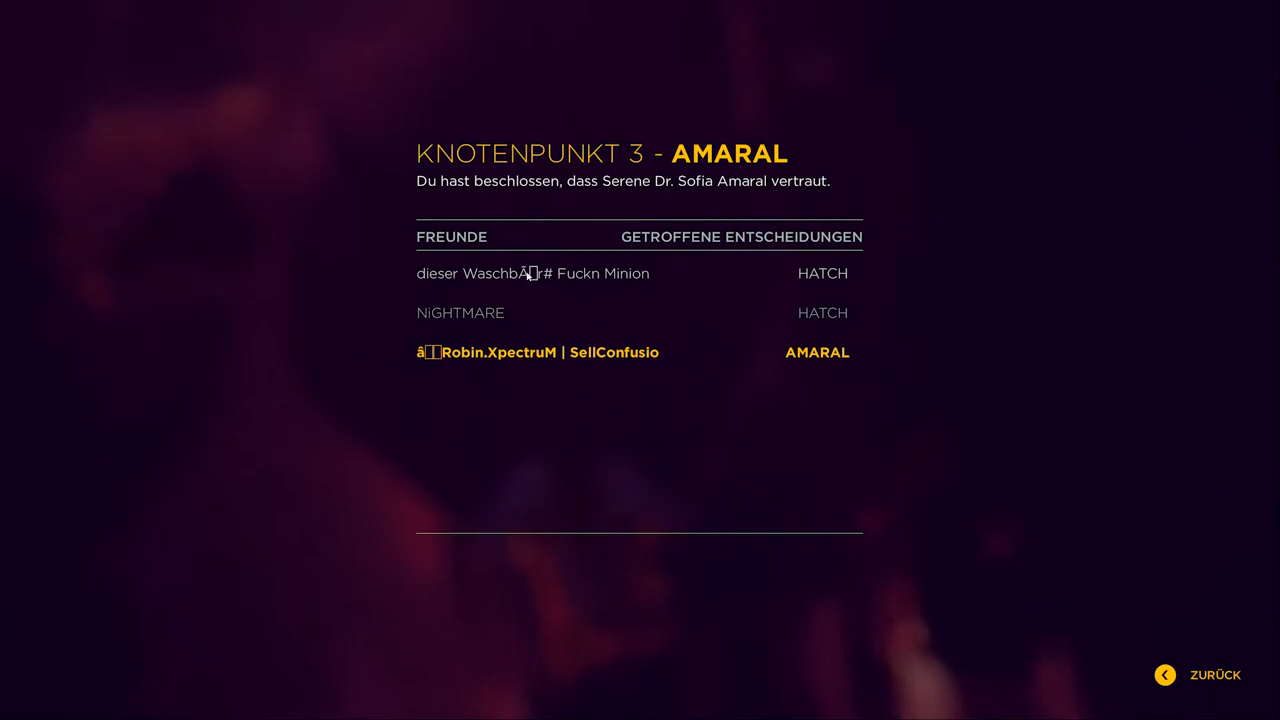 KNOTENPUNKT 3 - AMARAL
Du hast beschlossen, dass Serene Dr. Sofia Amaral vertraut.
FREUNDE GETROFFENE ENTSCHEIDUNGEN
dieser WaschbÃ□r# Fuckn Minion HATCH
NiGHTMARE HATCH
â□□Robin.XpectruM | SellConfusio AMARAL
ZURÜCK